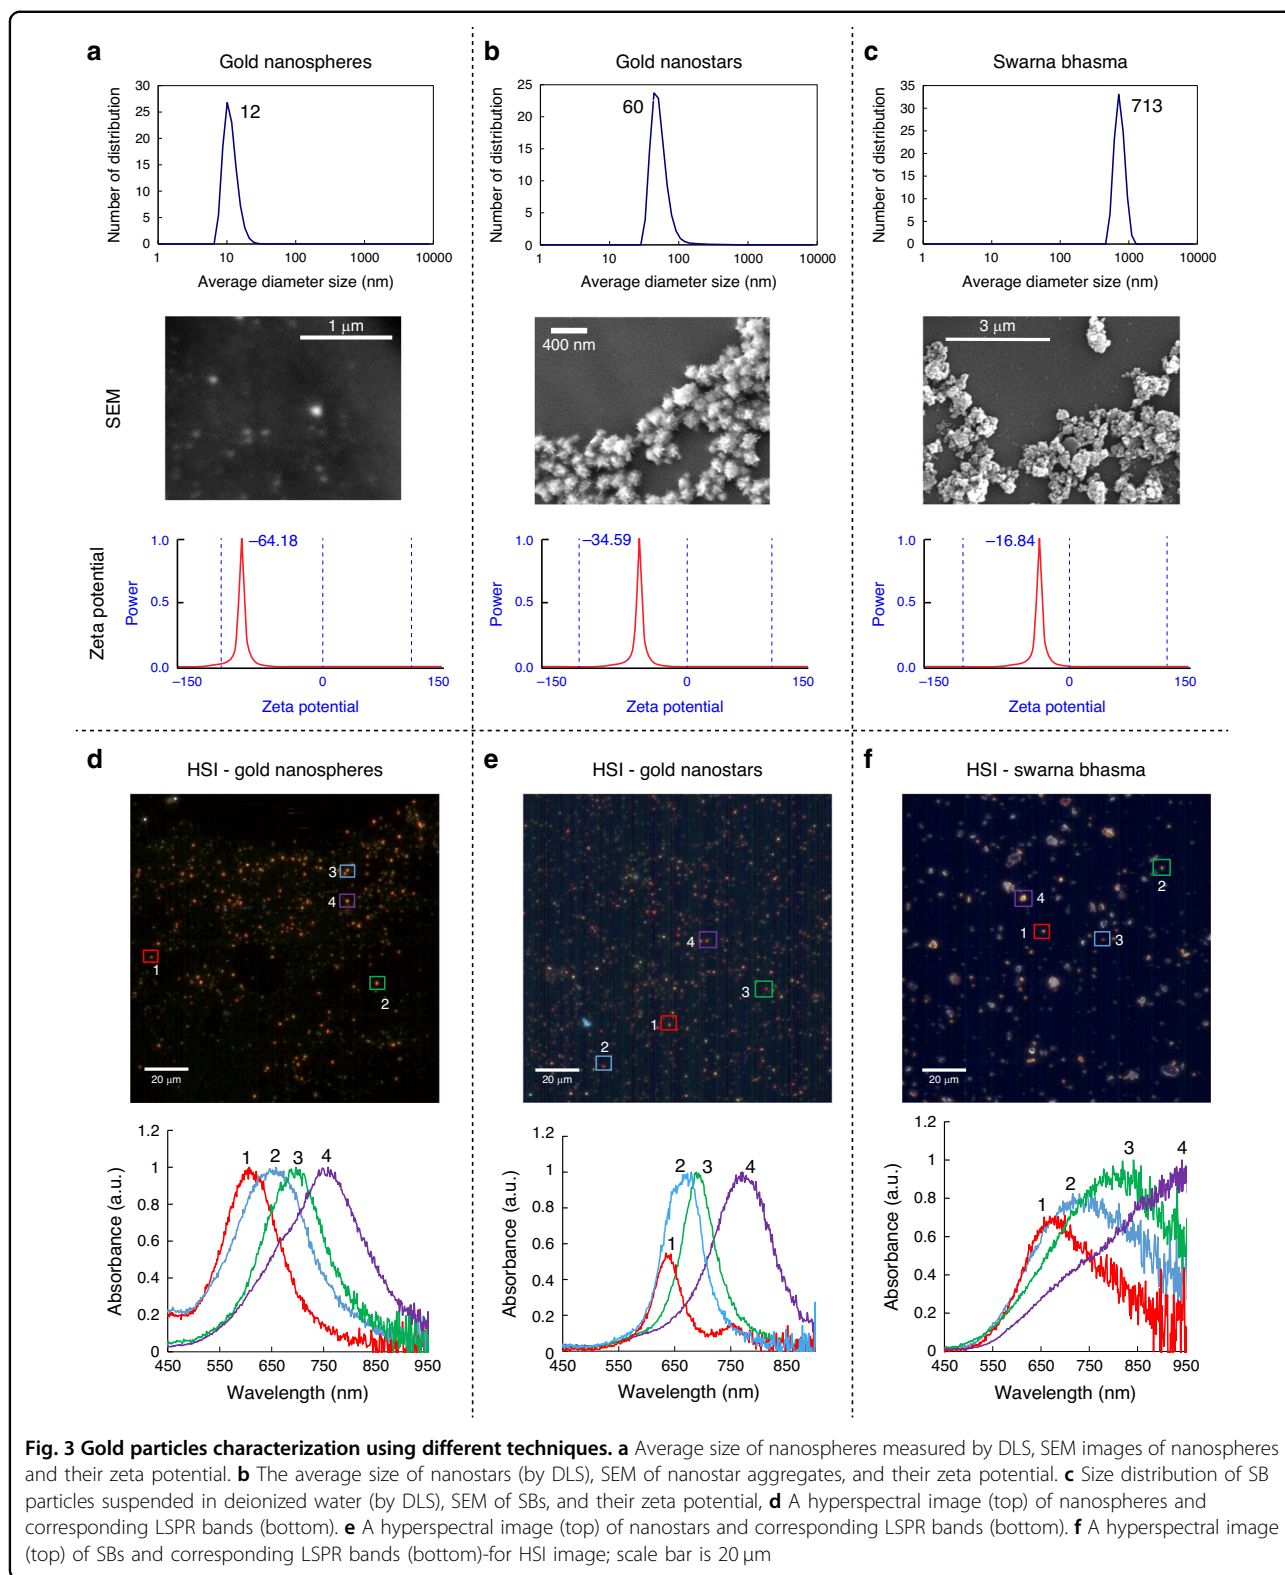 a
Gold nanospheres
Number of distribution
30
25
20
15
10
5
0
12
1 10 100 1000 10000
Average diameter size (nm)
b
Gold nanostars
Number of distribution
25
20
15
10
5
0
60
1 10 100 1000 10000
Average diameter size (nm)
c
Swarna bhasma
Number of distribution
35
30
25
20
15
10
5
0
713
1 10 100 1000 10000
Average diameter size (nm)
SEM
1 μm
400 nm
3 μm
Zeta potential
Power
1.0
0.5
0.0
–64.18
–150 0 150
Zeta potential
Power
1.0
0.5
0.0
–34.59
–150 0 150
Zeta potential
Power
1.0
0.5
0.0
–16.84
–150 0 150
Zeta potential
d
HSI - gold nanospheres
3
4
1
2
20 μm
Absorbance (a.u.)
1.2
1
0.8
0.6
0.4
0.2
0
1 2 3 4
450 550 650 750 850 950
Wavelength (nm)
e
HSI - gold nanostars
4
3
1
2
20 μm
Absorbance (a.u.)
1.2
1
0.8
0.6
0.4
0.2
0
2 3 4
1
450 550 650 750 850
Wavelength (nm)
f
HSI - swarna bhasma
2
4
1
3
20 μm
Absorbance (a.u.)
1.2
1
0.8
0.6
0.4
0.2
0
3 4
2
1
450 550 650 750 850 950
Wavelength (nm)
Fig. 3 Gold particles characterization using different techniques. a Average size of nanospheres measured by DLS, SEM images of nanospheres
and their zeta potential. b The average size of nanostars (by DLS), SEM of nanostar aggregates, and their zeta potential. c Size distribution of SB
particles suspended in deionized water (by DLS), SEM of SBs, and their zeta potential, d A hyperspectral image (top) of nanospheres and
corresponding LSPR bands (bottom). e A hyperspectral image (top) of nanostars and corresponding LSPR bands (bottom). f A hyperspectral image
(top) of SBs and corresponding LSPR bands (bottom)-for HSI image; scale bar is 20 μm